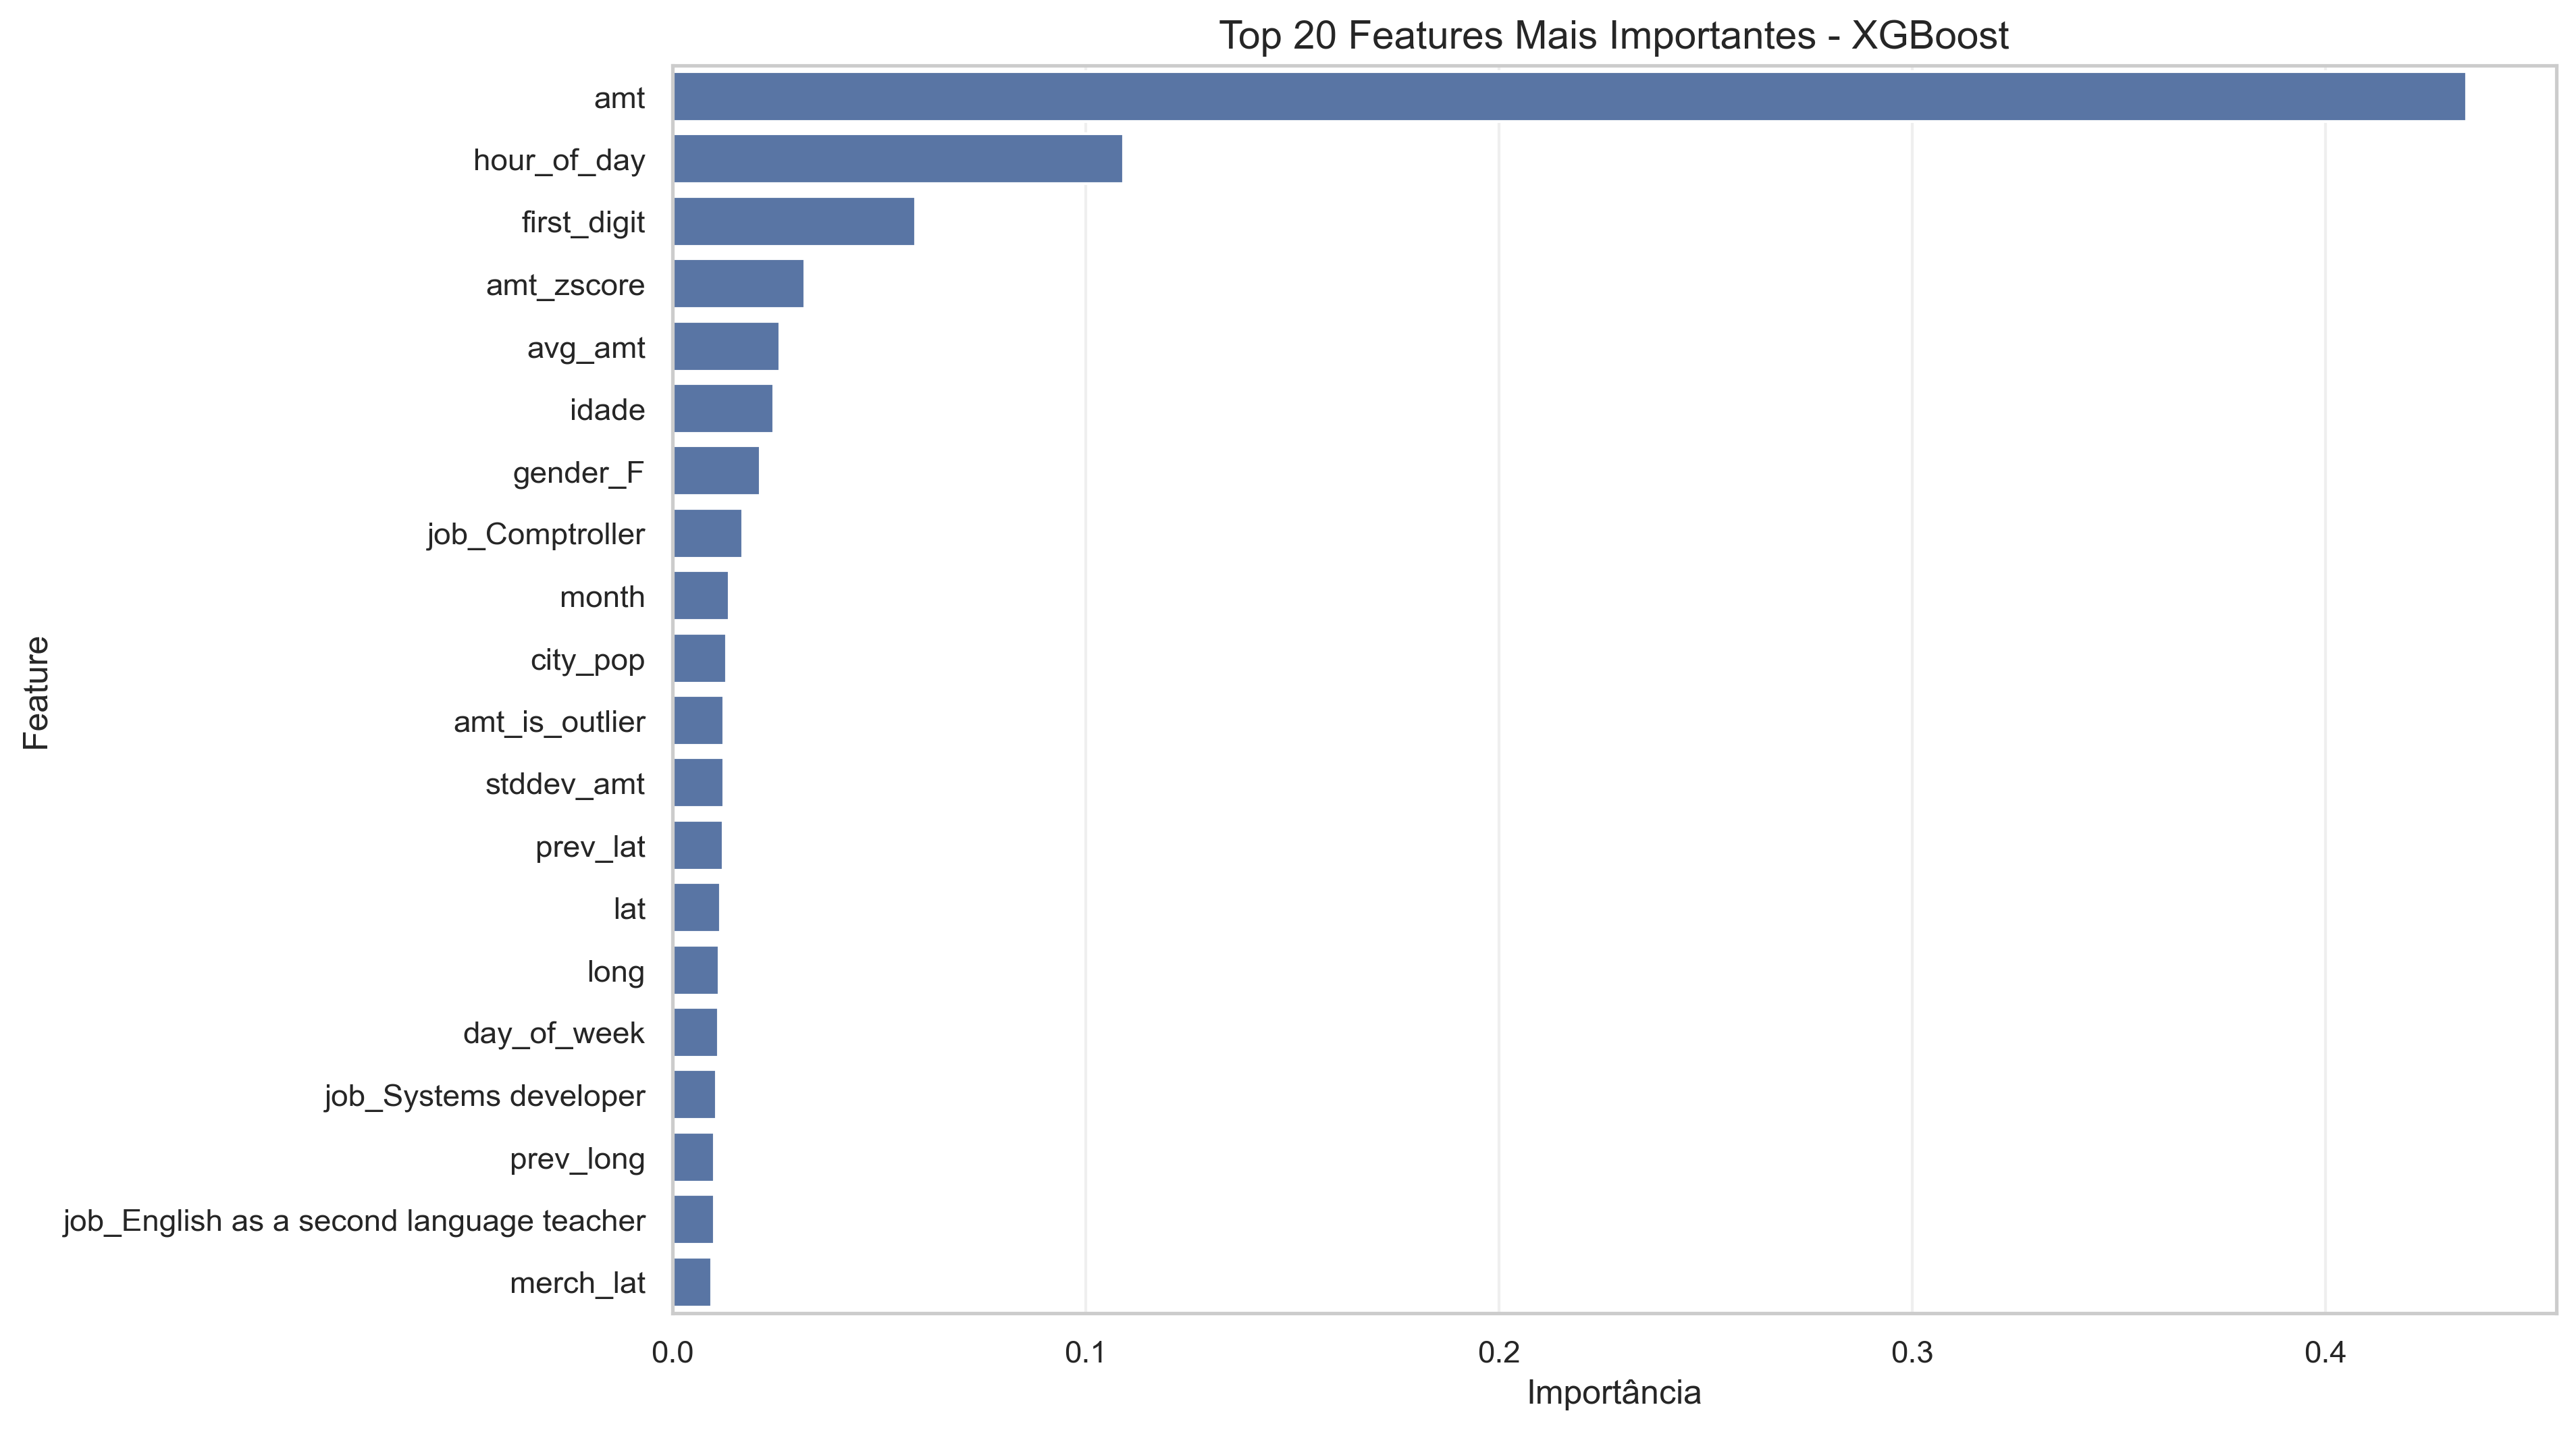 Top 20 Features Mais Importantes - XGBoost
Feature
amt
hour_of_day
first_digit
amt_zscore
avg_amt
idade
gender_F
job_Comptroller
month
city_pop
amt_is_outlier
stddev_amt
prev_lat
lat
long
day_of_week
job_Systems developer
prev_long
job_English as a second language teacher
merch_lat
0.0 0.1 0.2 0.3 0.4
Importância